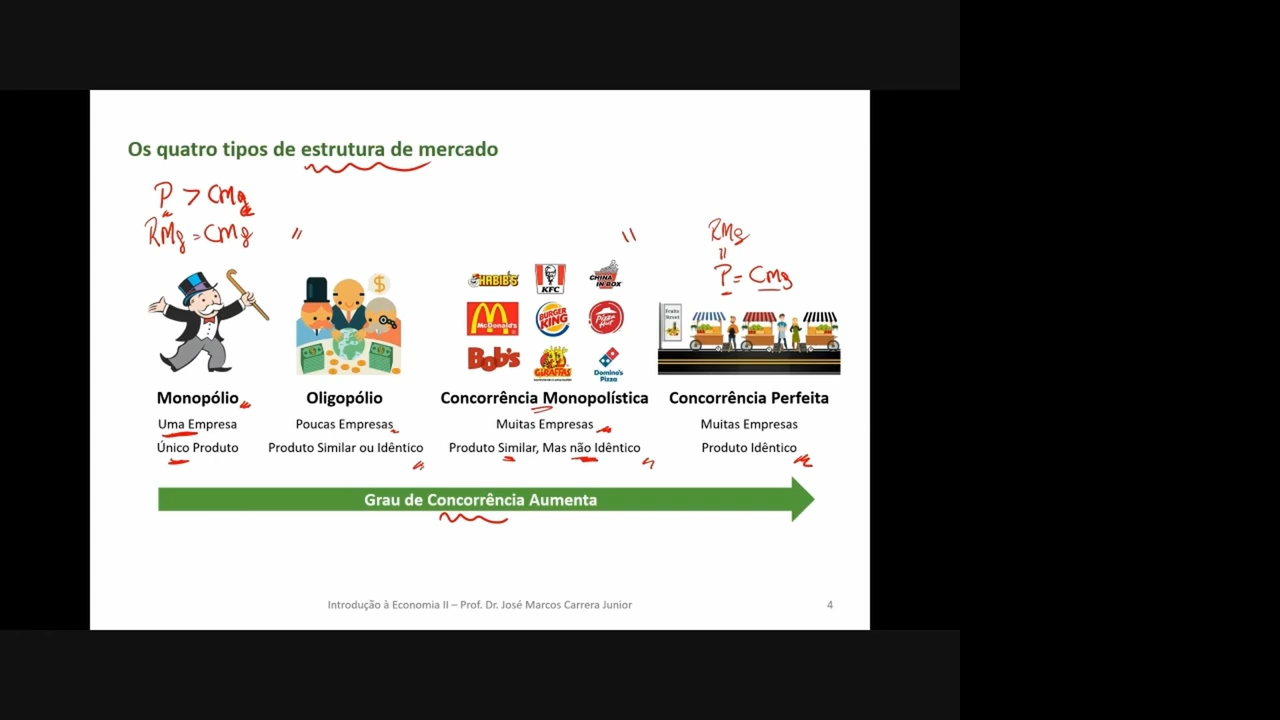 Os quatro tipos de estrutura de mercado
P > CMg
RMg = CMg
"
"
RMg
"
P = CMg
HABIB'S
KFC
CHINA IN BOX
McDonald's
BURGER KING
Pizza Hut
Bob's
GIRAFFAS
Domino's Pizza
Fruits Street
$
Monopólio
Oligopólio
Concorrência Monopolística
Concorrência Perfeita
Uma Empresa
Poucas Empresas
Muitas Empresas
Muitas Empresas
Único Produto
Produto Similar ou Idêntico
Produto Similar, Mas não Idêntico
Produto Idêntico
Grau de Concorrência Aumenta
Introdução à Economia II – Prof. Dr. José Marcos Carrera Junior
4